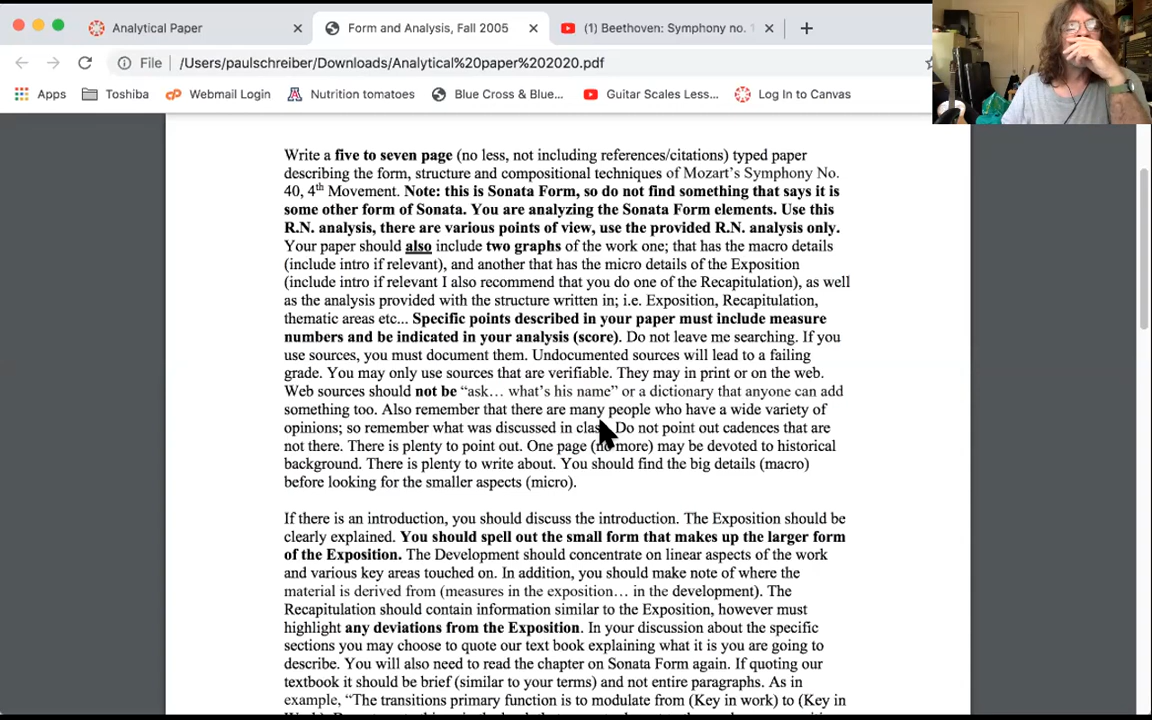 Analytical Paper
Form and Analysis, Fall 2005
(1) Beethoven: Symphony no.
File
/Users/paulschreiber/Downloads/Analytical%20paper%202020.pdf
Apps
Toshiba
Webmail Login
Nutrition tomatoes
Blue Cross & Blue...
Guitar Scales Less...
Log In to Canvas
Write a five to seven page (no less, not including references/citations) typed paper
describing the form, structure and compositional techniques of Mozart's Symphony No.
40, 4th Movement. Note: this is Sonata Form, so do not find something that says it is
some other form of Sonata. You are analyzing the Sonata Form elements. Use this
R.N. analysis, there are various points of view, use the provided R.N. analysis only.
Your paper should also include two graphs of the work one; that has the macro details
(include intro if relevant), and another that has the micro details of the Exposition
(include intro if relevant I also recommend that you do one of the Recapitulation), as well
as the analysis provided with the structure written in; i.e. Exposition, Recapitulation,
thematic areas etc... Specific points described in your paper must include measure
numbers and be indicated in your analysis (score). Do not leave me searching. If you
use sources, you must document them. Undocumented sources will lead to a failing
grade. You may only use sources that are verifiable. They may in print or on the web.
Web sources should not be “ask… what's his name” or a dictionary that anyone can add
something too. Also remember that there are many people who have a wide variety of
opinions; so remember what was discussed in clas Do not point out cadences that are
not there. There is plenty to point out. One page (no more) may be devoted to historical
background. There is plenty to write about. You should find the big details (macro)
before looking for the smaller aspects (micro).
If there is an introduction, you should discuss the introduction. The Exposition should be
clearly explained. You should spell out the small form that makes up the larger form
of the Exposition. The Development should concentrate on linear aspects of the work
and various key areas touched on. In addition, you should make note of where the
material is derived from (measures in the exposition… in the development). The
Recapitulation should contain information similar to the Exposition, however must
highlight any deviations from the Exposition. In your discussion about the specific
sections you may choose to quote our text book explaining what it is you are going to
describe. You will also need to read the chapter on Sonata Form again. If quoting our
textbook it should be brief (similar to your terms) and not entire paragraphs. As in
example, “The transitions primary function is to modulate from (Key in work) to (Key in